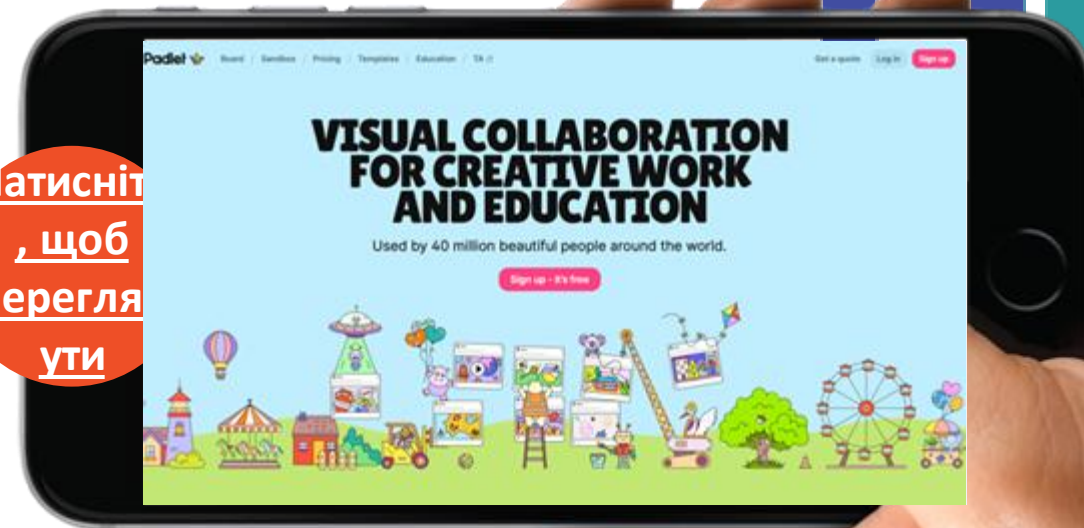 Padlet
Board / Sandbox / Pricing / Templates / Education / TA
Get a quote
Log in
Sign up
VISUAL COLLABORATION
FOR CREATIVE WORK
AND EDUCATION
Used by 40 million beautiful people around the world.
Sign up - it's free
атисніт
, щоб
ерегля
ути